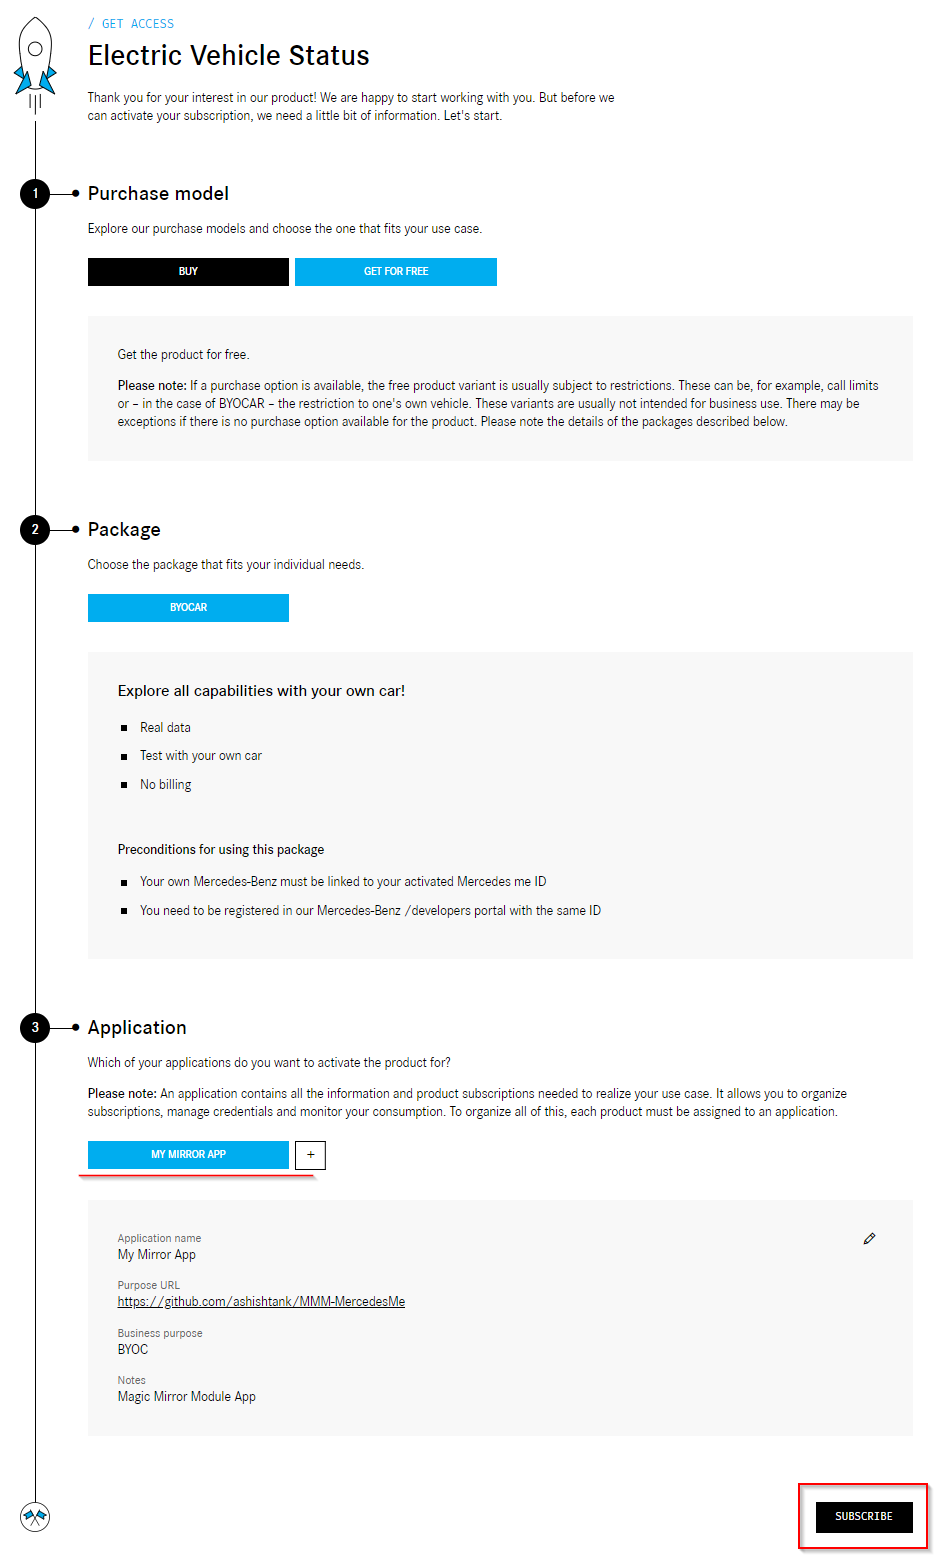 / GET ACCESS
Electric Vehicle Status
Thank you for your interest in our product! We are happy to start working with you. But before we
can activate your subscription, we need a little bit of information. Let's start.
1
Purchase model
Explore our purchase models and choose the one that fits your use case.
BUY
GET FOR FREE
Get the product for free.
Please note: If a purchase option is available, the free product variant is usually subject to restrictions. These can be, for example, call limits
or – in the case of BYOCAR – the restriction to one's own vehicle. These variants are usually not intended for business use. There may be
exceptions if there is no purchase option available for the product. Please note the details of the packages described below.
2
Package
Choose the package that fits your individual needs.
BYOCAR
Explore all capabilities with your own car!
Real data
Test with your own car
No billing
Preconditions for using this package
Your own Mercedes-Benz must be linked to your activated Mercedes me ID
You need to be registered in our Mercedes-Benz /developers portal with the same ID
3
Application
Which of your applications do you want to activate the product for?
Please note: An application contains all the information and product subscriptions needed to realize your use case. It allows you to organize
subscriptions, manage credentials and monitor your consumption. To organize all of this, each product must be assigned to an application.
MY MIRROR APP
+
Application name
My Mirror App
Purpose URL
https://github.com/ashishtank/MMM-MercedesMe
Business purpose
BYOC
Notes
Magic Mirror Module App
SUBSCRIBE